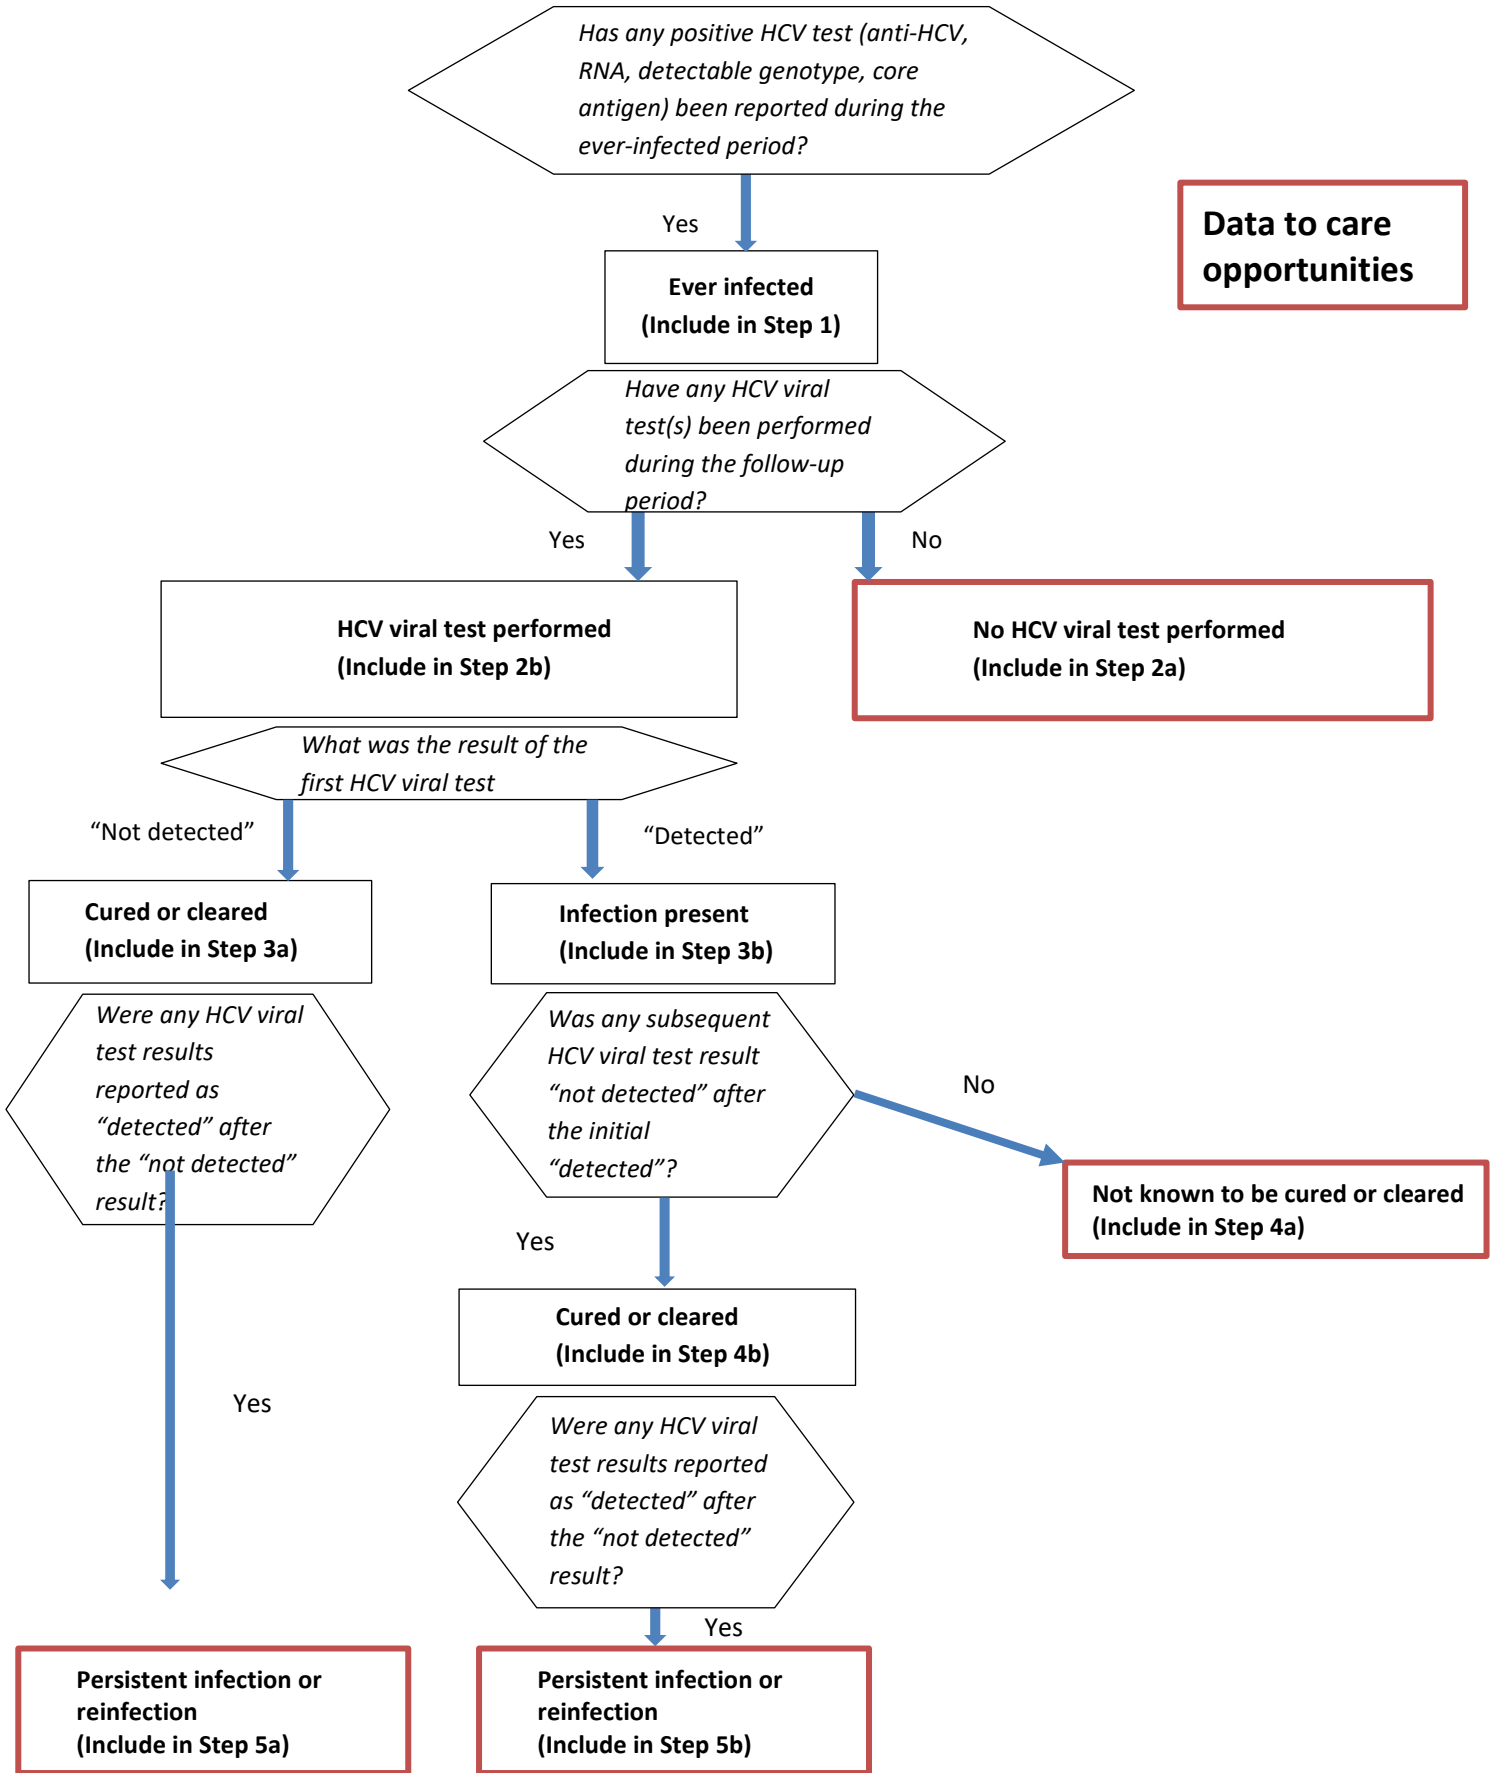 Has any positive HCV test (anti-HCV,
RNA, detectable genotype, core
antigen) been reported during the
ever-infected period?
Data to care
opportunities
Yes
Ever infected
(Include in Step 1)
Have any HCV viral
test(s) been performed
during the follow-up
period?
Yes
No
HCV viral test performed
(Include in Step 2b)
No HCV viral test performed
(Include in Step 2a)
What was the result of the
first HCV viral test
“Not detected”
“Detected”
Cured or cleared
(Include in Step 3a)
Infection present
(Include in Step 3b)
Were any HCV viral
test results
reported as
“detected” after
the “not detected”
result?
Was any subsequent
HCV viral test result
“not detected” after
the initial
“detected”?
No
Not known to be cured or cleared
(Include in Step 4a)
Yes
Cured or cleared
(Include in Step 4b)
Yes
Were any HCV viral
test results reported
as “detected” after
the “not detected”
result?
Yes
Persistent infection or
reinfection
(Include in Step 5a)
Persistent infection or
reinfection
(Include in Step 5b)